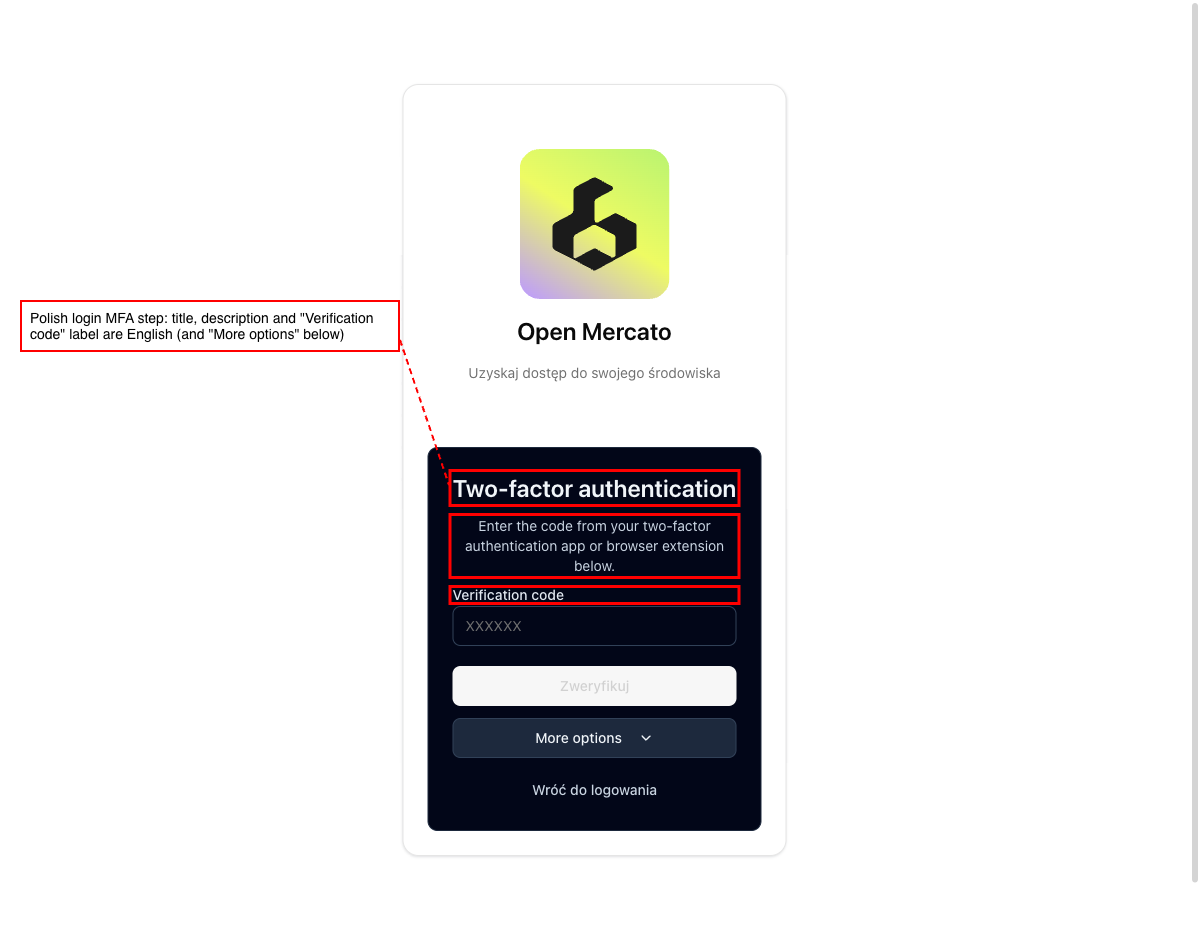 Polish login MFA step: title, description and "Verification
code" label are English (and "More options" below)
Open Mercato
Uzyskaj dostęp do swojego środowiska
Two-factor authentication
Enter the code from your two-factor
authentication app or browser extension
below.
Verification code
XXXXXX
Zweryfikuj
More options
Wróć do logowania